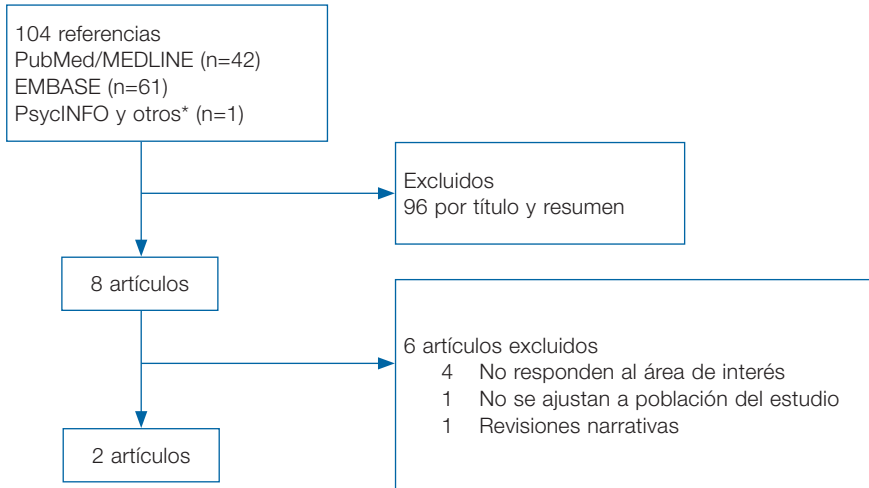 104 referencias
PubMed/MEDLINE (n=42)
EMBASE (n=61)
PsycINFO y otros* (n=1)
Excluidos
96 por título y resumen
8 artículos
6 artículos excluidos
4 No responden al área de interés
1 No se ajustan a población del estudio
1 Revisiones narrativas
2 artículos